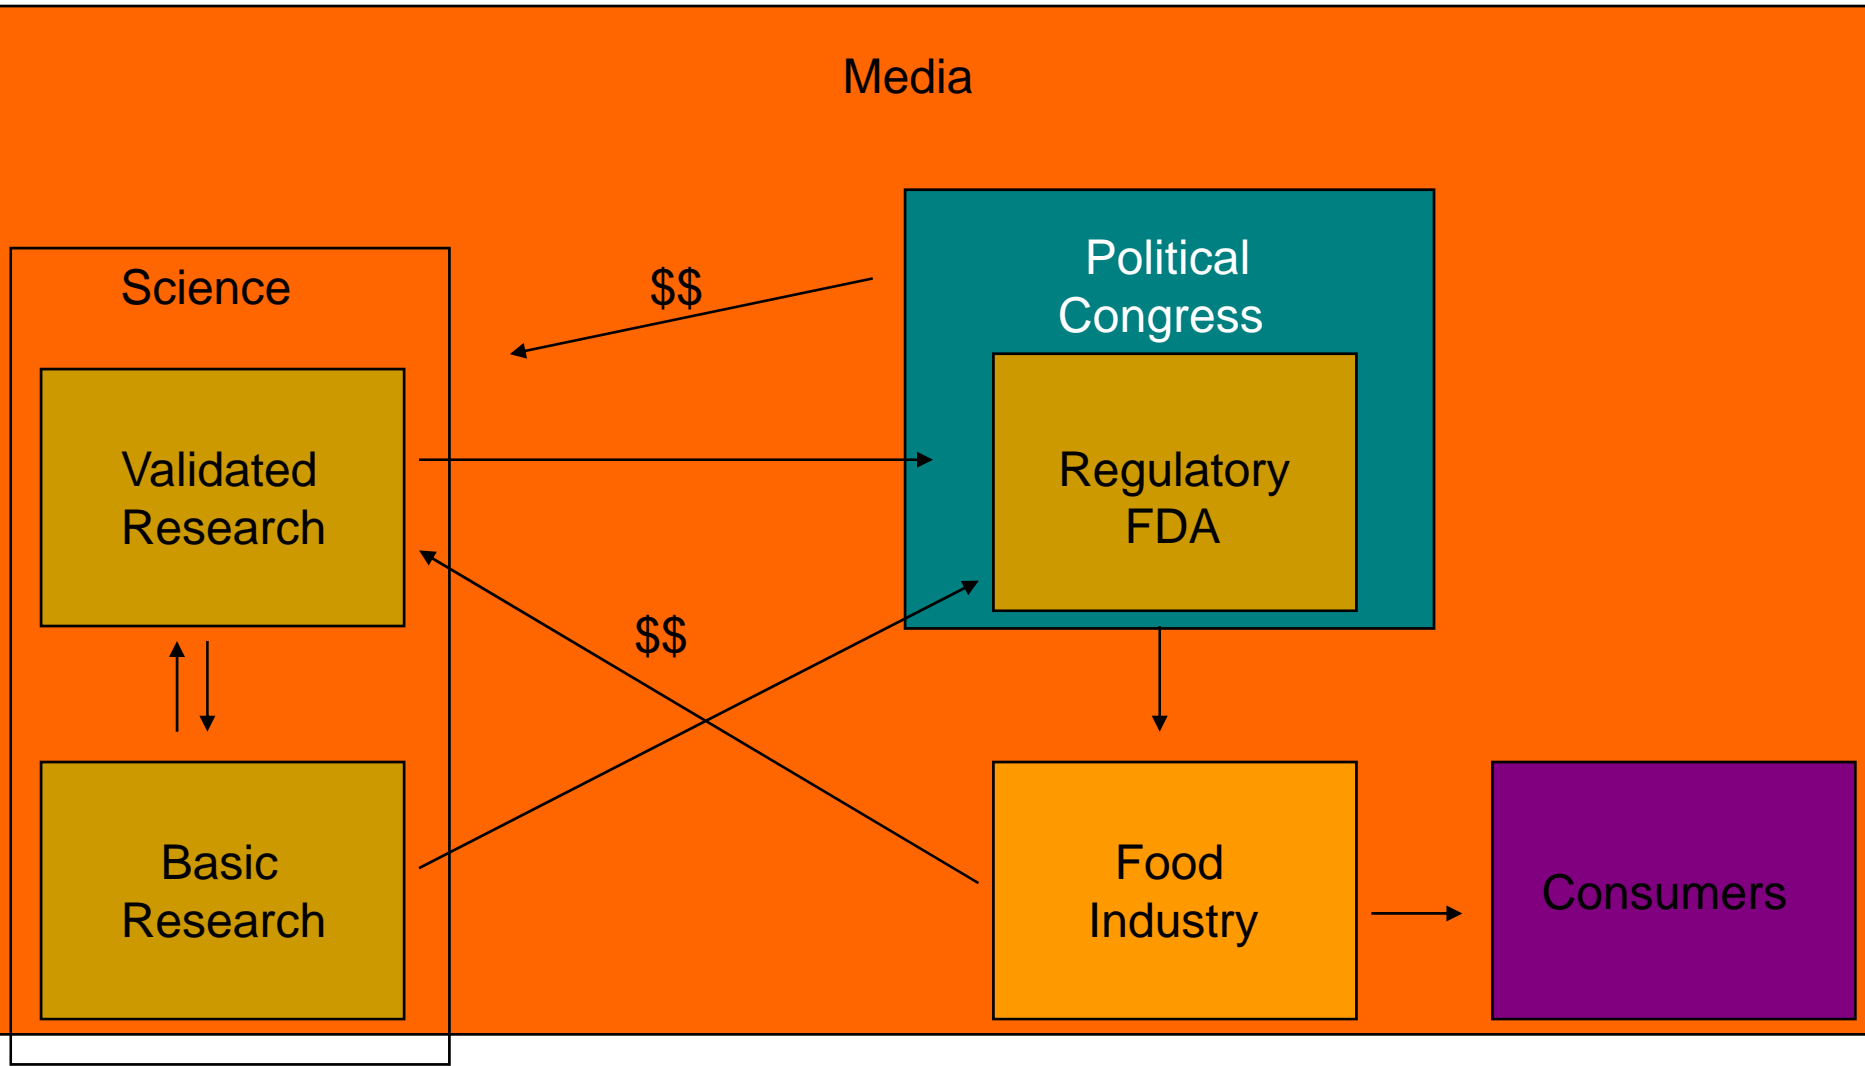 Media
Science
$$
Political
Congress
Validated
Research
Regulatory
FDA
$$
Basic
Research
Food
Industry
Consumers